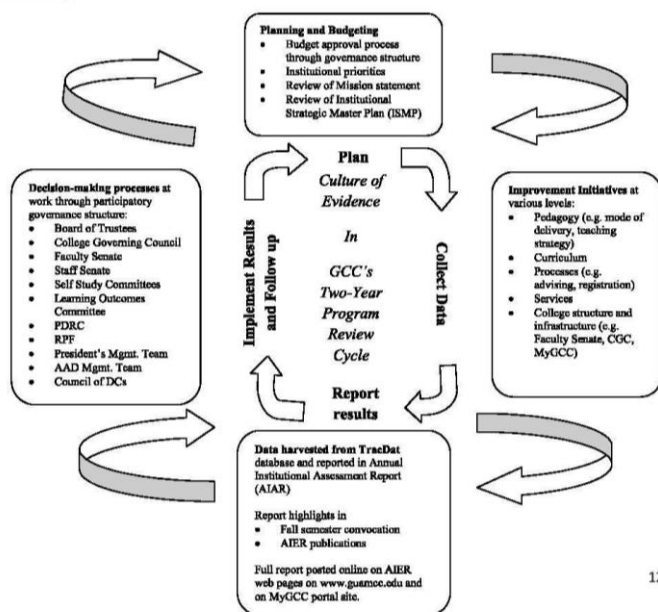 Planning and Budgeting
• Budget approval process
through governance structure
• Institutional priorities
• Review of Mission statement
• Review of Institutional
Strategic Master Plan (ISMP)
Decision-making processes at
work through participatory
governance structure:
• Board of Trustees
• College Governing Council
• Faculty Senate
• Staff Senate
• Self Study Committees
• Learning Outcomes
Committee
• PDRC
• RPF
• President's Mgmt. Team
• AAD Mgmt. Team
• Council of DCs
Implement Results
and Follow up
Plan
Culture of
Evidence
In
GCC's
Two-Year
Program
Review
Cycle
Report
results
Collect Data
Improvement Initiatives at
various levels:
• Pedagogy (e.g. mode of
delivery, teaching
strategy)
• Curriculum
• Processes (e.g.
advising, registration)
• Services
• College structure and
infrastructure (e.g.
Faculty Senate, CGC,
MyGCC)
Data harvested from TracDat
database and reported in Annual
Institutional Assessment Report
(AIAR)
Report highlights in
• Fall semester convocation
• AIER publications
Full report posted online on AIER
web pages on www.guamcc.edu and
on MyGCC portal site.